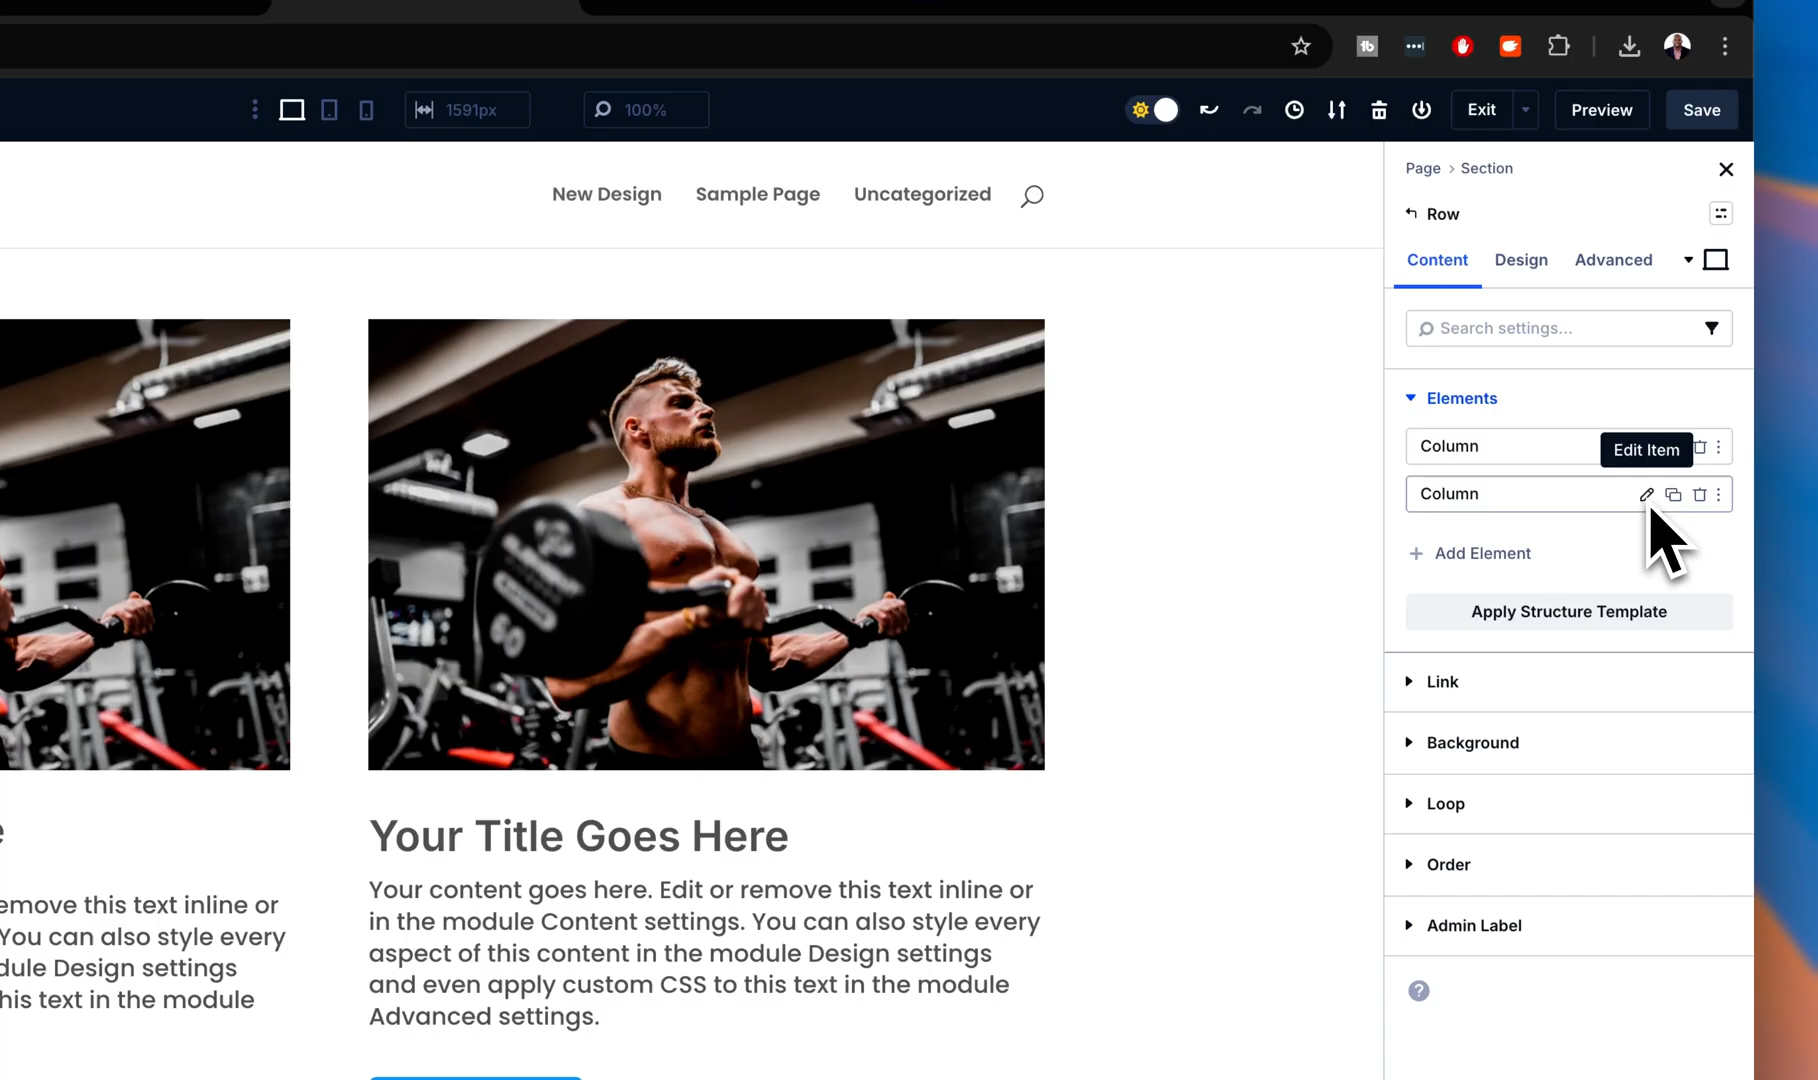 1591px
100%
Exit
Preview
Save
New Design
Sample Page
Uncategorized
Page > Section
Row
Content
Design
Advanced
Search settings...
Elements
Column
Edit Item
Column
+ Add Element
Apply Structure Template
Link
Background
Loop
Order
Admin Label
?
e
emove this text inline or
You can also style every
dule Design settings
his text in the module
Your Title Goes Here
Your content goes here. Edit or remove this text inline or
in the module Content settings. You can also style every
aspect of this content in the module Design settings
and even apply custom CSS to this text in the module
Advanced settings.